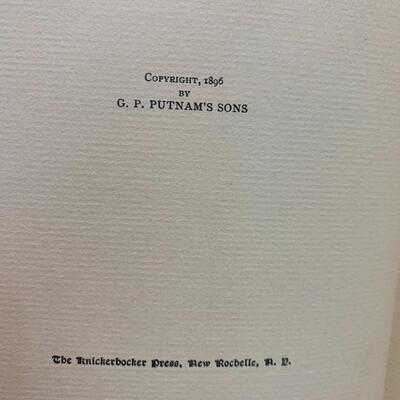 COPYRIGHT, 1896
BY
G. P. PUTNAM'S SONS
The Knickerbocker Press, New Rochelle, N. Y.